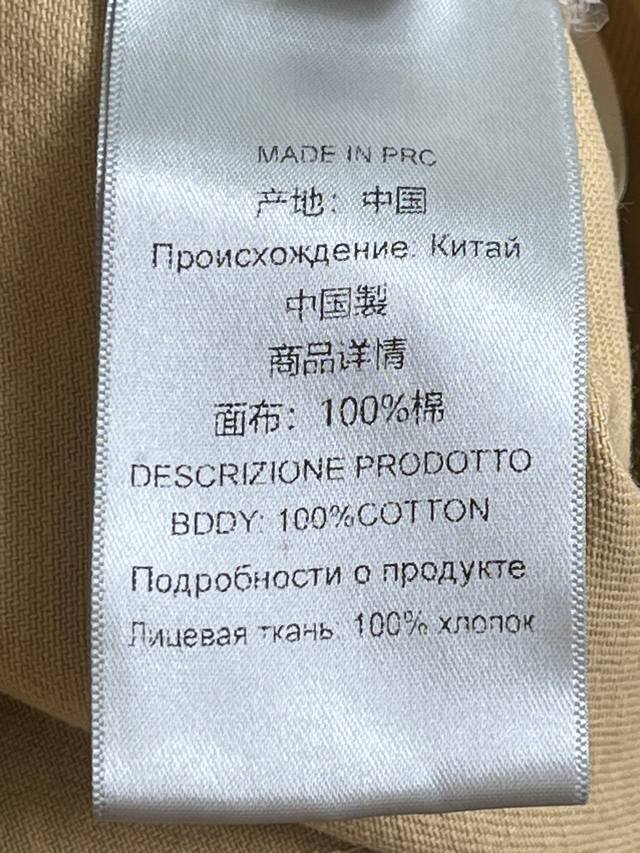 MADE IN PRC
产地：中国
Происхождение: Китай
中国製
商品详情
面布：100%棉
DESCRIZIONE PRODOTTO
BDDY: 100%COTTON
Подробности о продукте
Лицевая ткань: 100% хлопок